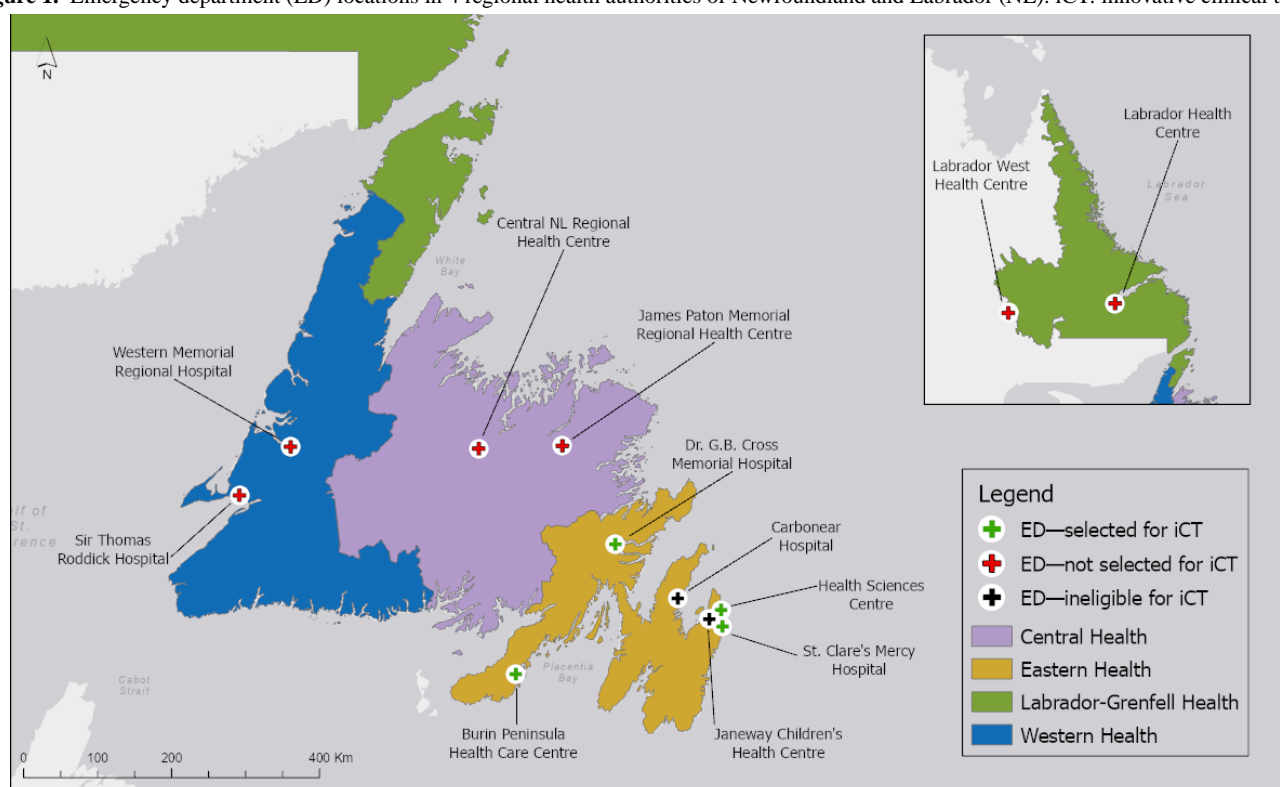 Figure 1. Emergency department (ED) locations in 4 regional health authorities of Newfoundland and Labrador (NL). iCT: innovative clinical
N
Labrador Health
Centre
Labrador West
Health Centre
Labrador
Sea
Central NL Regional
Health Centre
White
Bay
James Paton Memorial
Regional Health Centre
Western Memorial
Regional Hospital
Dr. G.B. Cross
Memorial Hospital
Sir Thomas
Roddick Hospital
Carbonear
Hospital
Health Sciences
Centre
St. Clare's Mercy
Hospital
Placentia
Bay
Cabot
Strait
Burin Peninsula
Health Care Centre
Janeway Children's
Health Centre
0 100 200 400 Km
Legend
ED—selected for iCT
ED—not selected for iCT
ED—ineligible for iCT
Central Health
Eastern Health
Labrador-Grenfell Health
Western Health